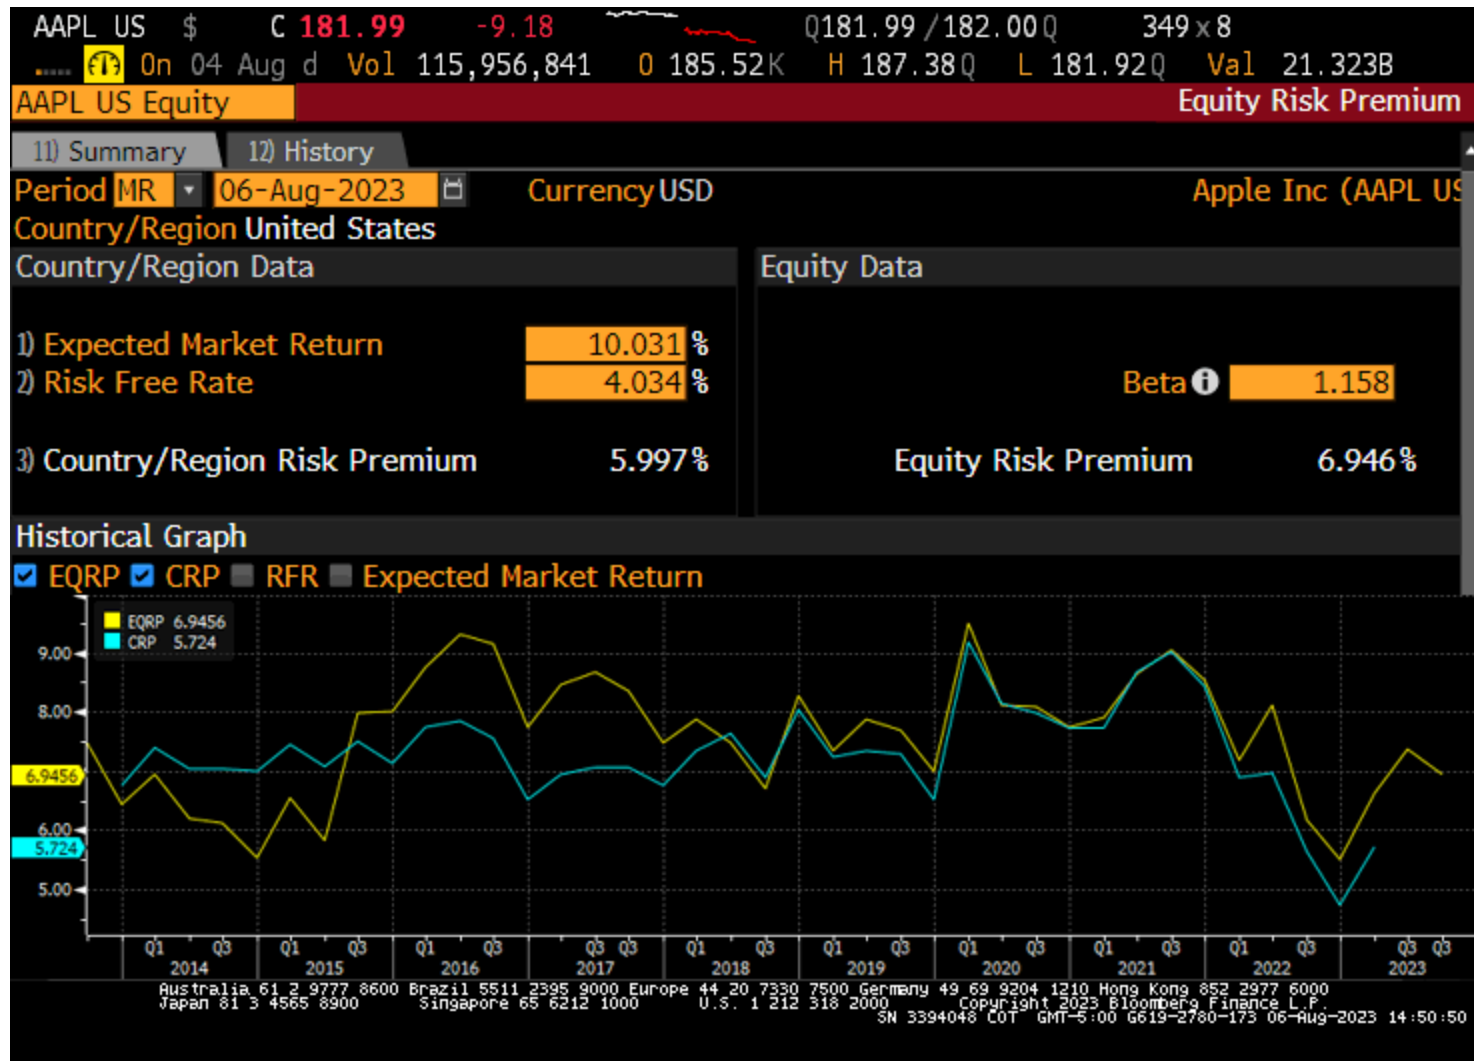 AAPL US $ C 181.99 -9.18 Q181.99/182.00Q 349x8
On 04 Aug d Vol 115,956,841 O 185.52K H 187.38Q L 181.92Q Val 21.323B
AAPL US Equity Equity Risk Premium
11) Summary 12) History
Period MR 06-Aug-2023 Currency USD Apple Inc (AAPL US
Country/Region United States
Country/Region Data Equity Data
1) Expected Market Return 10.031 %
2) Risk Free Rate 4.034 % Beta 1.158
3) Country/Region Risk Premium 5.997% Equity Risk Premium 6.946%
Historical Graph
EQRP CRP RFR Expected Market Return
EQRP 6.9456
CRP 5.724
9.00
8.00
6.9456
6.00
5.724
5.00
Q1 Q3 Q1 Q3 Q1 Q3 Q3 Q3 Q1 Q3 Q1 Q3 Q1 Q3 Q1 Q3 Q1 Q3 Q3 Q3
2014 2015 2016 2017 2018 2019 2020 2021 2022 2023
Australia 61 2 9777 8600 Brazil 5511 2395 9000 Europe 44 20 7330 7500 Germany 49 69 9204 1210 Hong Kong 852 2977 6000
Japan 81 3 4565 8900 Singapore 65 6212 1000 U.S. 1 212 318 2000 Copyright 2023 Bloomberg Finance L.P.
SN 3394048 COT GMT-5:00 G619-2780-173 06-Aug-2023 14:50:50